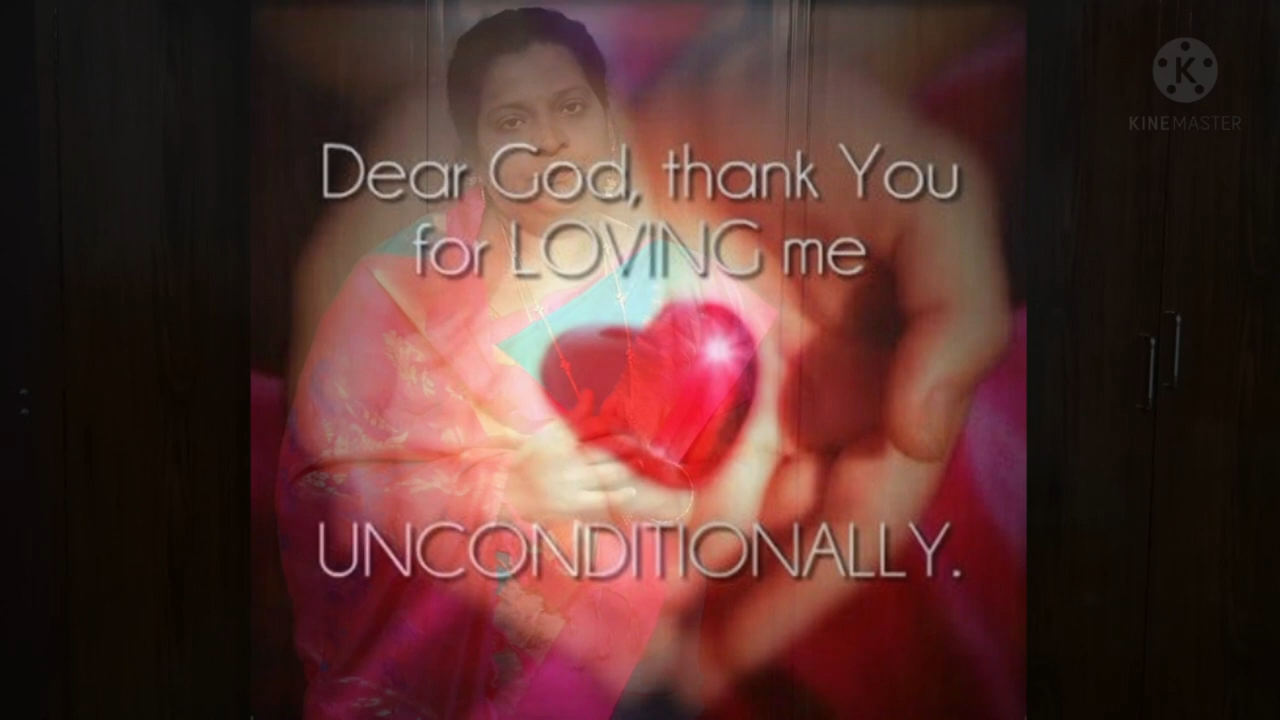 Dear God, thank You
for LOVING me
UNCONDITIONALLY.
K
KINEMASTER